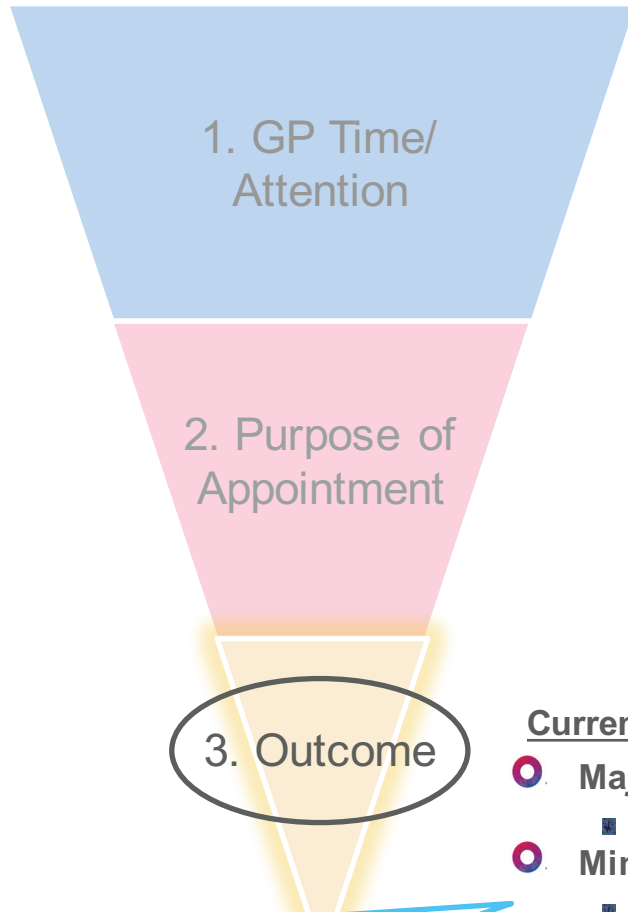 1. GP Time/
Attention
2. Purpose of
Appointment
3. Outcome